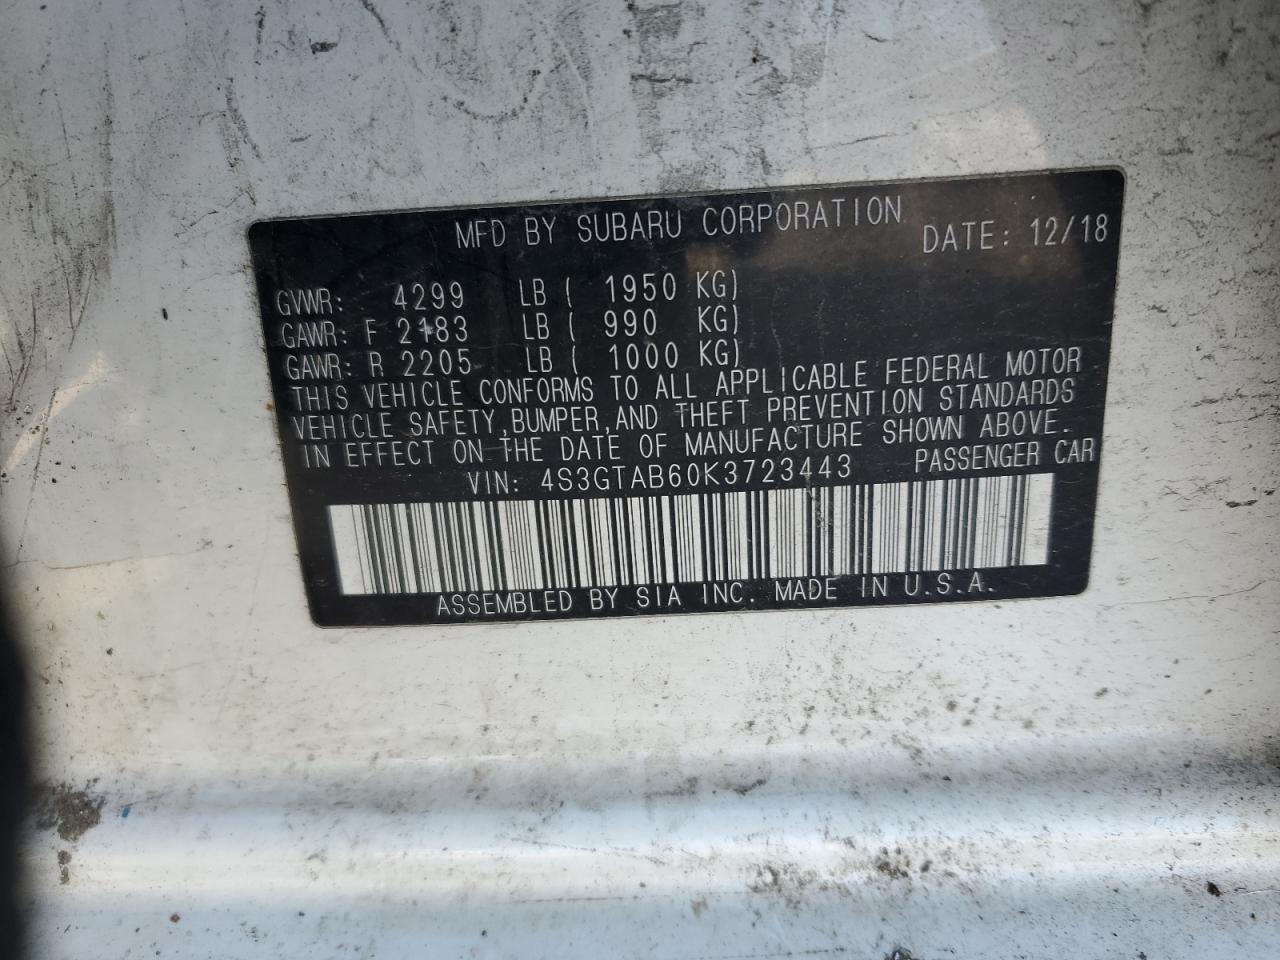 MFD BY SUBARU CORPORATION
DATE: 12/18
GVWR: 4299 LB ( 1950 KG)
GAWR: F 2183 LB ( 990 KG)
GAWR: R 2205 LB ( 1000 KG)
THIS VEHICLE CONFORMS TO ALL APPLICABLE FEDERAL MOTOR
VEHICLE SAFETY,BUMPER,AND THEFT PREVENTION STANDARDS
IN EFFECT ON THE DATE OF MANUFACTURE SHOWN ABOVE.
VIN: 4S3GTAB60K3723443 PASSENGER CAR
ASSEMBLED BY SIA INC. MADE IN U.S.A.